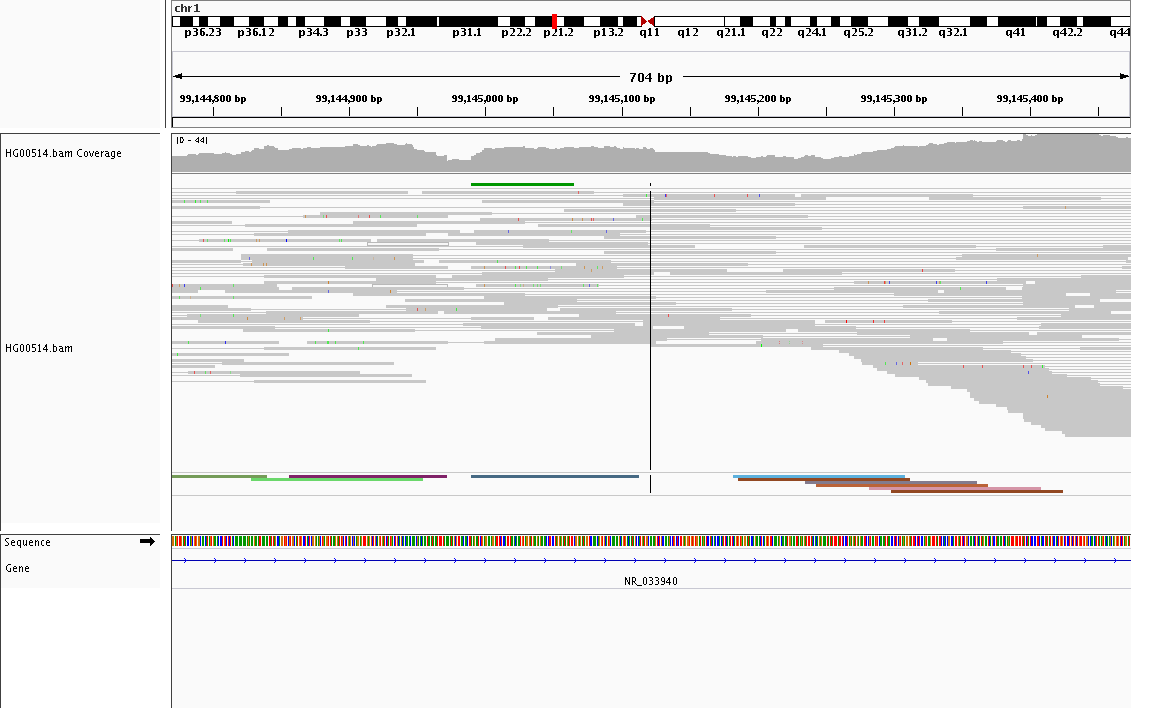 chr1
p36.23 p36.12 p34.3 p33 p32.1 p31.1 p22.2 p21.2 p13.2 q11 q12 q21.1 q22 q24.1 q25.2 q31.2 q32.1 q41 q42.2 q44
704 bp
99,144,800 bp 99,144,900 bp 99,145,000 bp 99,145,100 bp 99,145,200 bp 99,145,300 bp 99,145,400 bp
[0 - 44]
HG00514.bam Coverage
HG00514.bam
Sequence
Gene
NR_033940